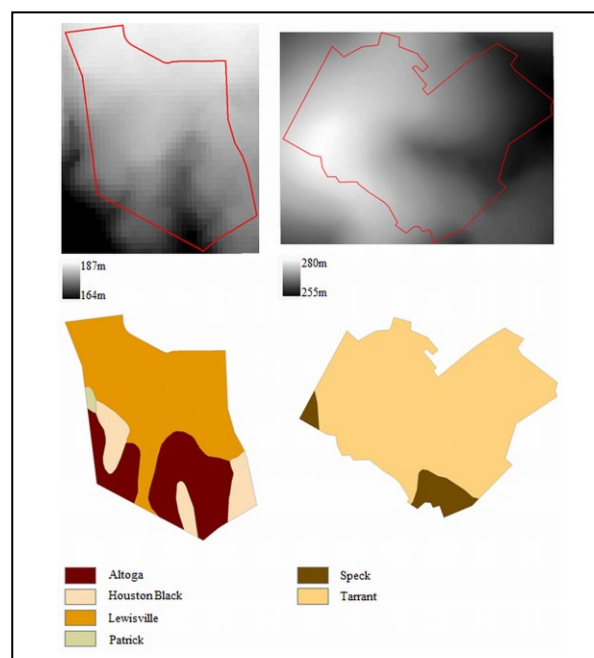 187m
164m
280m
255m
Altoga
Houston Black
Lewisville
Patrick
Speck
Tarrant